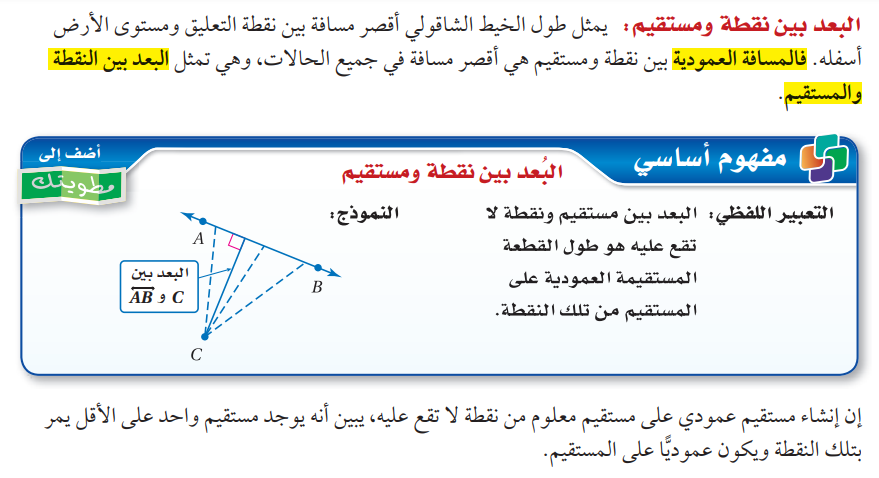 البعد بين نقطة ومستقيم: يمثل طول الخيط الشاقولي أقصر مسافة بين نقطة التعليق ومستوى الأرض
أسفله. فالمسافة العمودية بين نقطة ومستقيم هي أقصر مسافة في جميع الحالات، وهي تمثل البعد بين النقطة
والمستقيم.
مفهوم أساسي
أضف إلى
مطويتك
البُعد بين نقطة ومستقيم
التعبير اللفظي: البعد بين مستقيم ونقطة لا
تقع عليه هو طول القطعة
المستقيمة العمودية على
المستقيم من تلك النقطة.
النموذج:
A
B
البعد بين
C و AB
C
إن إنشاء مستقيم عمودي على مستقيم معلوم من نقطة لا تقع عليه، يبين أنه يوجد مستقيم واحد على الأقل يمر
بتلك النقطة ويكون عموديًّا على المستقيم.